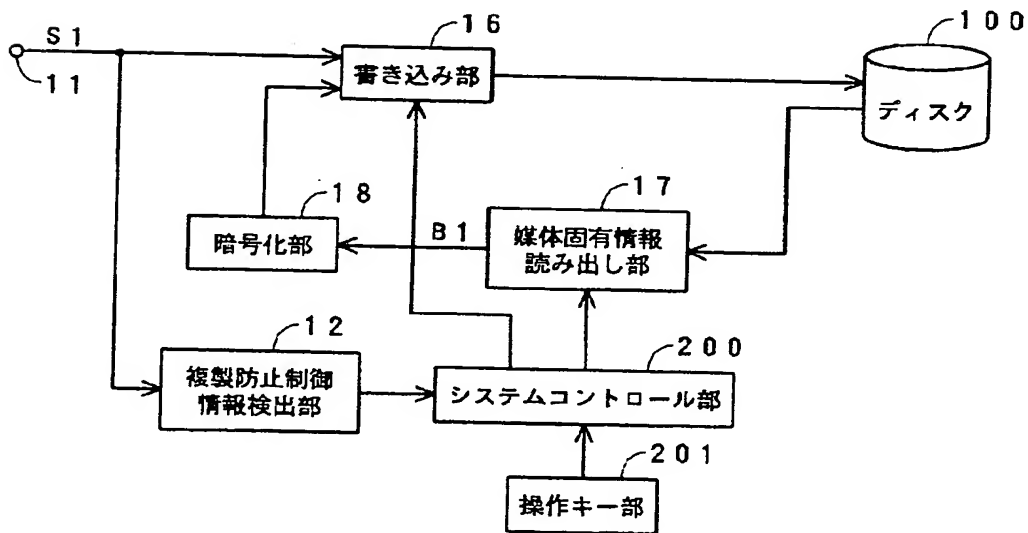 S1
11
16
書き込み部
100
ディスク
18
暗号化部
B1
17
媒体固有情報
読み出し部
12
複製防止制御
情報検出部
200
システムコントロール部
201
操作キー部